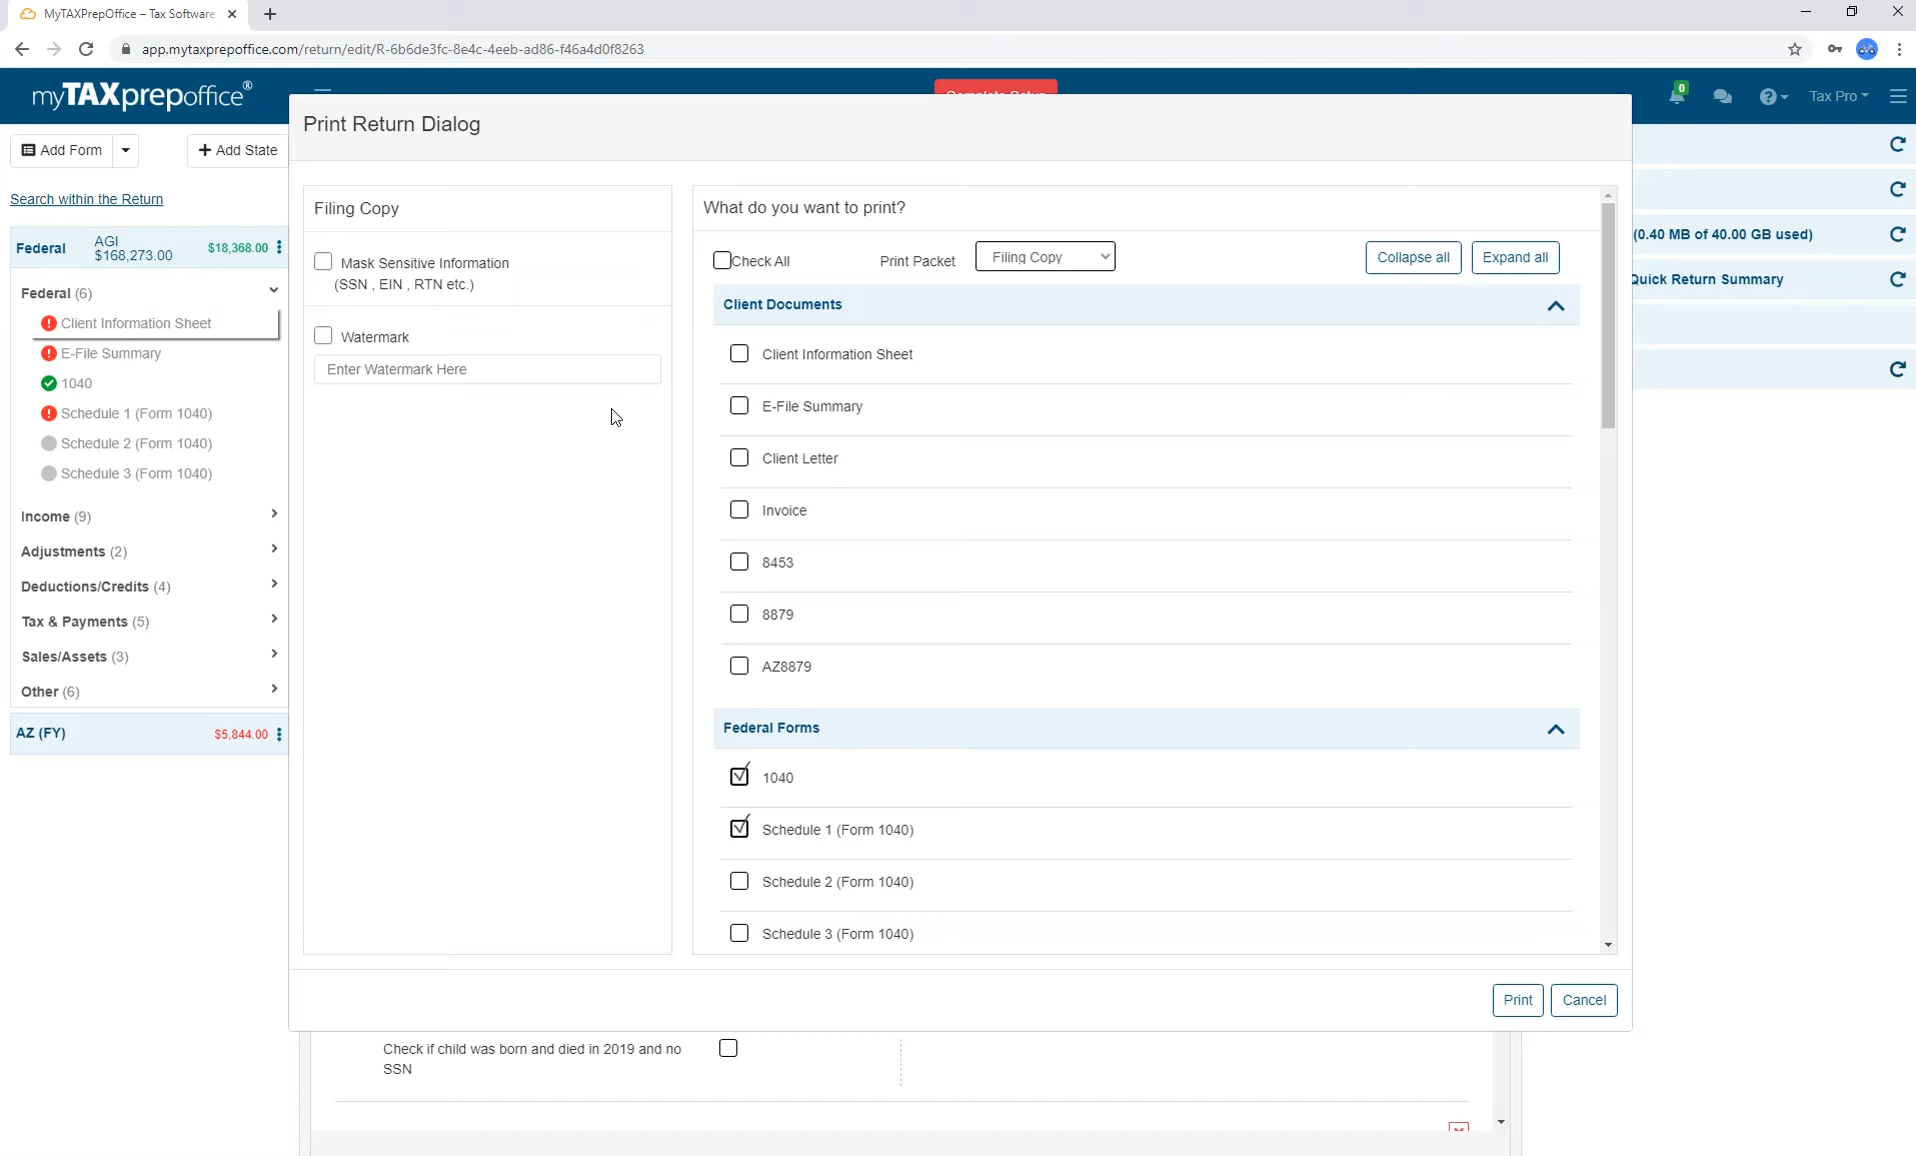 MyTAXPrepOffice – Tax Software
app.mytaxprepoffice.com/return/edit/R-6b6de3fc-8e4c-4eeb-ad86-f46a4d0f8263
myTAXprepoffice®
Complete Setup
0
Tax Pro
Add Form
+ Add State
Search within the Return
Federal AGI $18,368.00
$168,273.00
Federal (6)
Client Information Sheet
E-File Summary
1040
Schedule 1 (Form 1040)
Schedule 2 (Form 1040)
Schedule 3 (Form 1040)
Income (9)
Adjustments (2)
Deductions/Credits (4)
Tax & Payments (5)
Sales/Assets (3)
Other (6)
AZ (FY) $5,844.00
Print Return Dialog
Filing Copy
Mask Sensitive Information
(SSN , EIN , RTN etc.)
Watermark
Enter Watermark Here
What do you want to print?
Check All Print Packet Filing Copy Collapse all Expand all
Client Documents
Client Information Sheet
E-File Summary
Client Letter
Invoice
8453
8879
AZ8879
Federal Forms
1040
Schedule 1 (Form 1040)
Schedule 2 (Form 1040)
Schedule 3 (Form 1040)
Print Cancel
(0.40 MB of 40.00 GB used)
Quick Return Summary
Check if child was born and died in 2019 and no
SSN